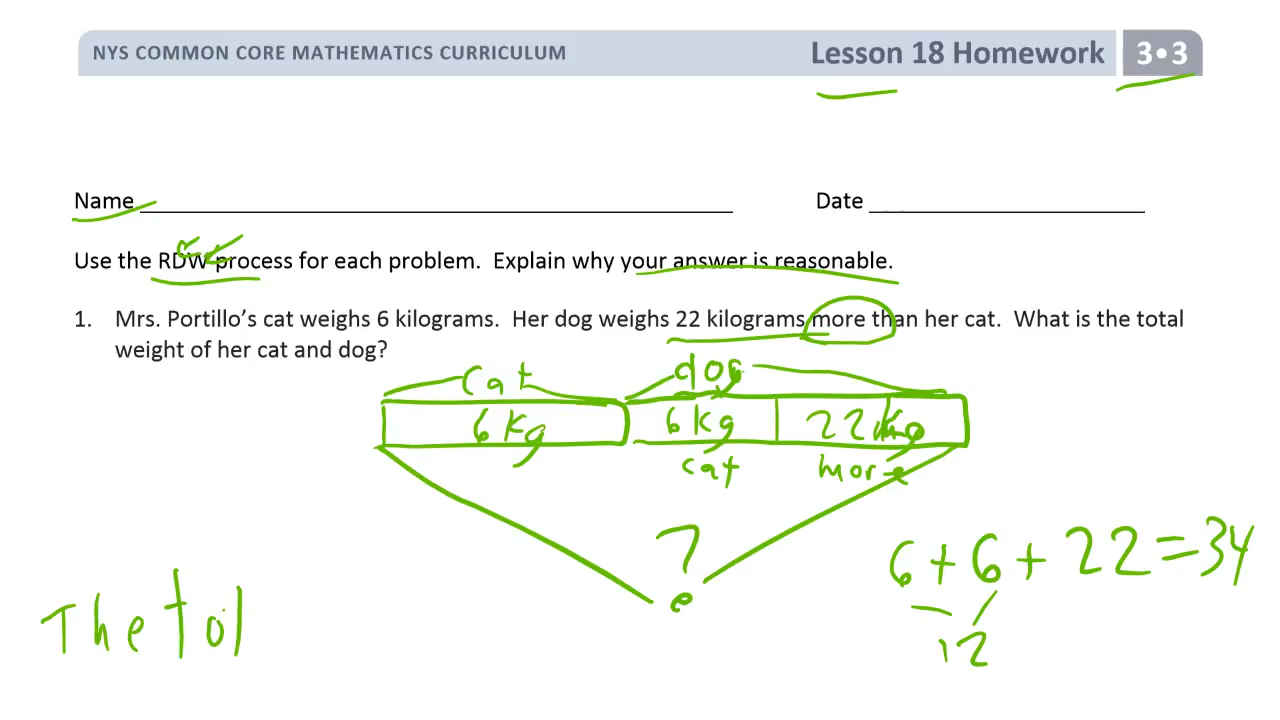 NYS COMMON CORE MATHEMATICS CURRICULUM Lesson 18 Homework 3•3
Name Date
Use the RDW process for each problem. Explain why your answer is reasonable.
1. Mrs. Portillo's cat weighs 6 kilograms. Her dog weighs 22 kilograms more than her cat. What is the total
weight of her cat and dog?
cat dog
6 kg 6 kg 22 kg
cat more
?
6 + 6 + 22 = 34
12
The tol